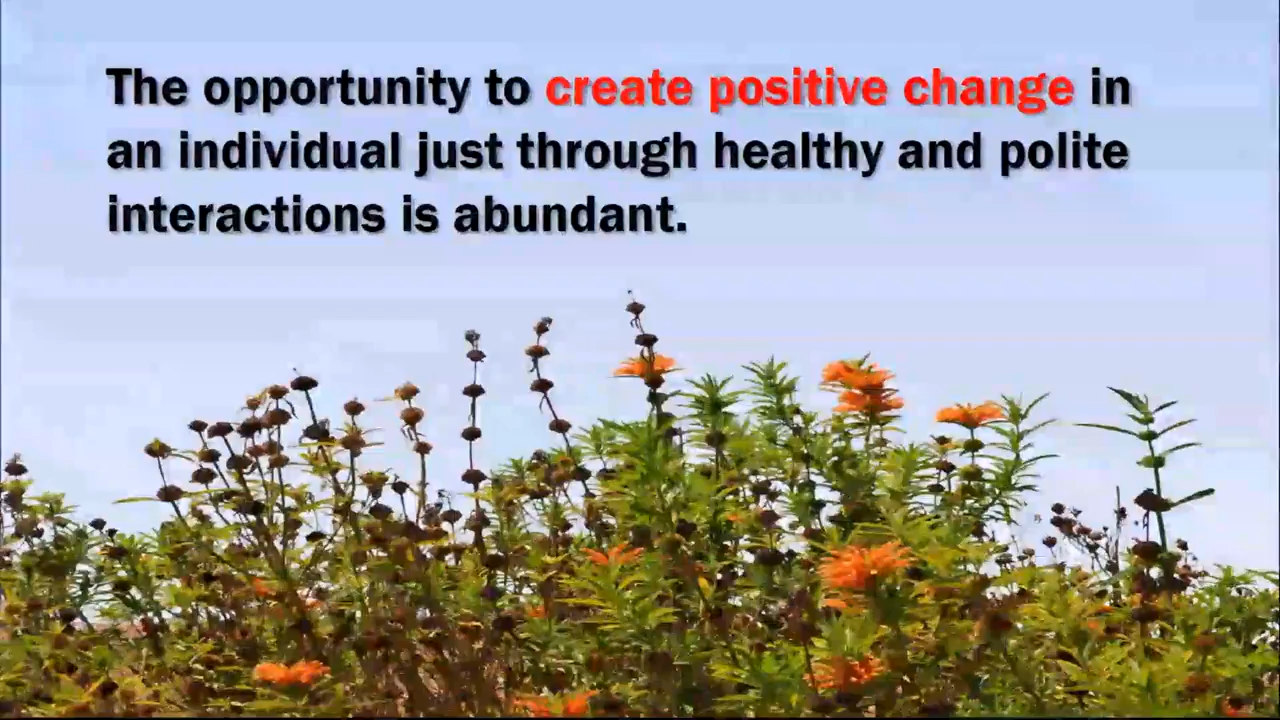 The opportunity to create positive change in
an individual just through healthy and polite
interactions is abundant.